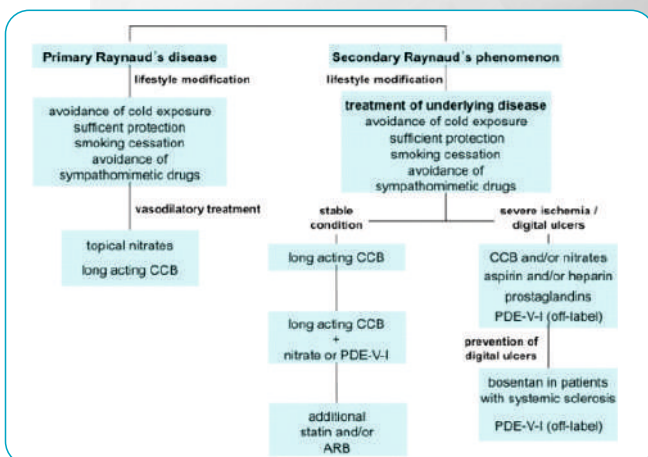 Primary Raynaud´s disease
lifestyle modification
avoidance of cold exposure
sufficent protection
smoking cessation
avoidance of
sympathomimetic drugs
vasodilatory treatment
topical nitrates
long acting CCB
Secondary Raynaud´s phenomenon
lifestyle modification
treatment of underlying disease
avoidance of cold exposure
sufficient protection
smoking cessation
avoidance of
sympathomimetic drugs
stable
condition
long acting CCB
long acting CCB
+
nitrate or PDE-V-I
additional
statin and/or
ARB
severe ischemia /
digital ulcers
CCB and/or nitrates
aspirin and/or heparin
prostaglandins
PDE-V-I (off-label)
prevention of
digital ulcers
bosentan in patients
with systemic sclerosis
PDE-V-I (off-label)